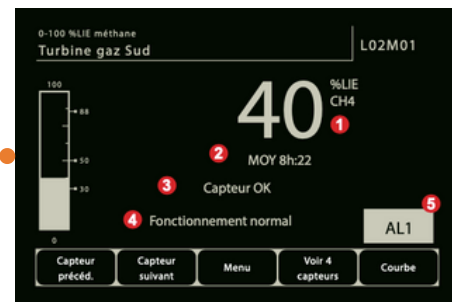 0-100 %LIE méthane
Turbine gaz Sud
L02M01
100
88
50
30
0
40
%LIE
CH4
1
2
MOY 8h:22
3
Capteur OK
4
Fonctionnement normal
5
AL1
Capteur
précéd.
Capteur
suivant
Menu
Voir 4
capteurs
Courbe